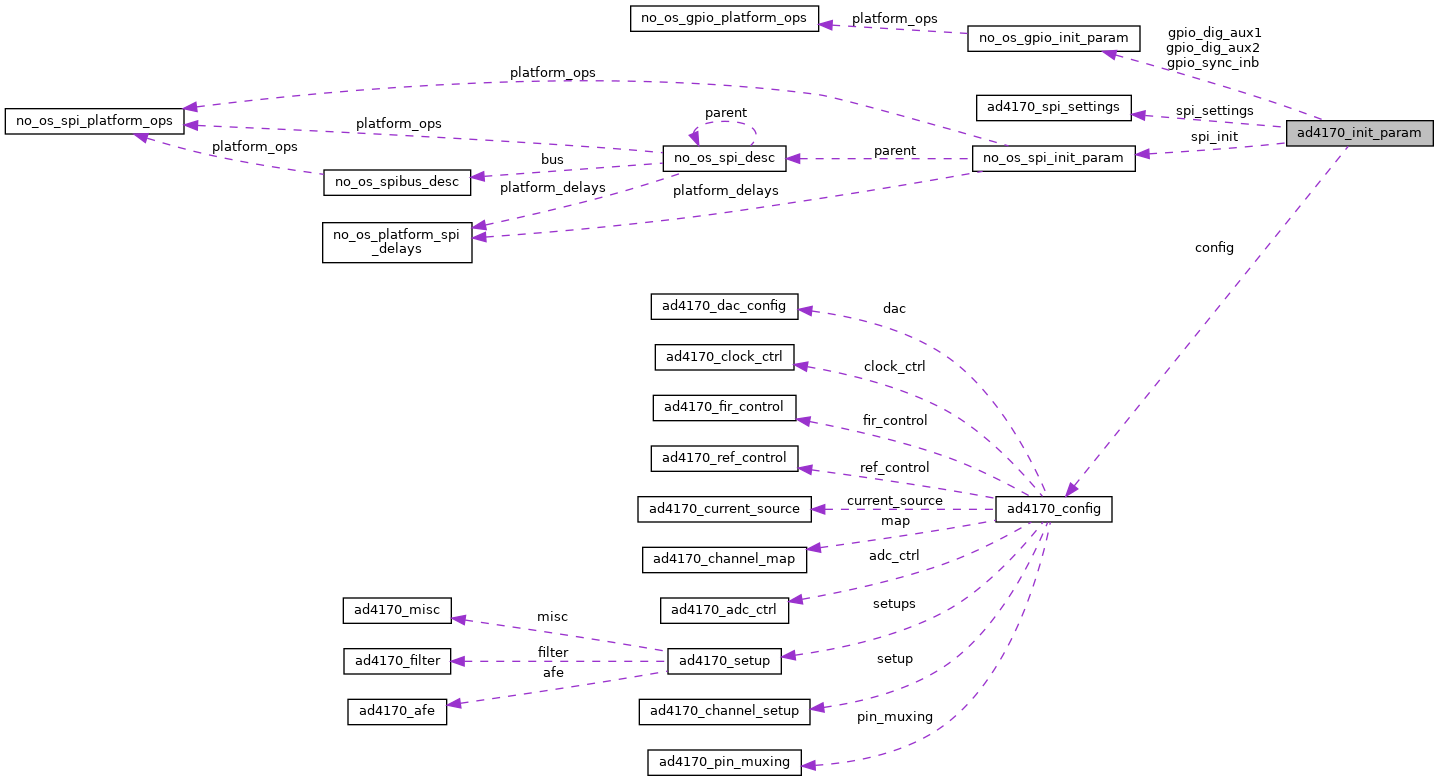 no_os_gpio_platform_ops
platform_ops
no_os_gpio_init_param
gpio_dig_aux1
gpio_dig_aux2
gpio_sync_inb
platform_ops
no_os_spi_platform_ops
platform_ops
parent
ad4170_spi_settings
spi_settings
ad4170_init_param
spi_init
platform_ops
bus
no_os_spi_desc
parent
no_os_spi_init_param
no_os_spibus_desc
platform_delays
platform_delays
no_os_platform_spi
_delays
config
ad4170_dac_config
dac
ad4170_clock_ctrl
clock_ctrl
ad4170_fir_control
fir_control
ad4170_ref_control
ref_control
ad4170_current_source
current_source
ad4170_config
map
ad4170_channel_map
adc_ctrl
ad4170_adc_ctrl
setups
ad4170_misc
misc
ad4170_filter
filter
ad4170_setup
setup
afe
ad4170_afe
ad4170_channel_setup
pin_muxing
ad4170_pin_muxing